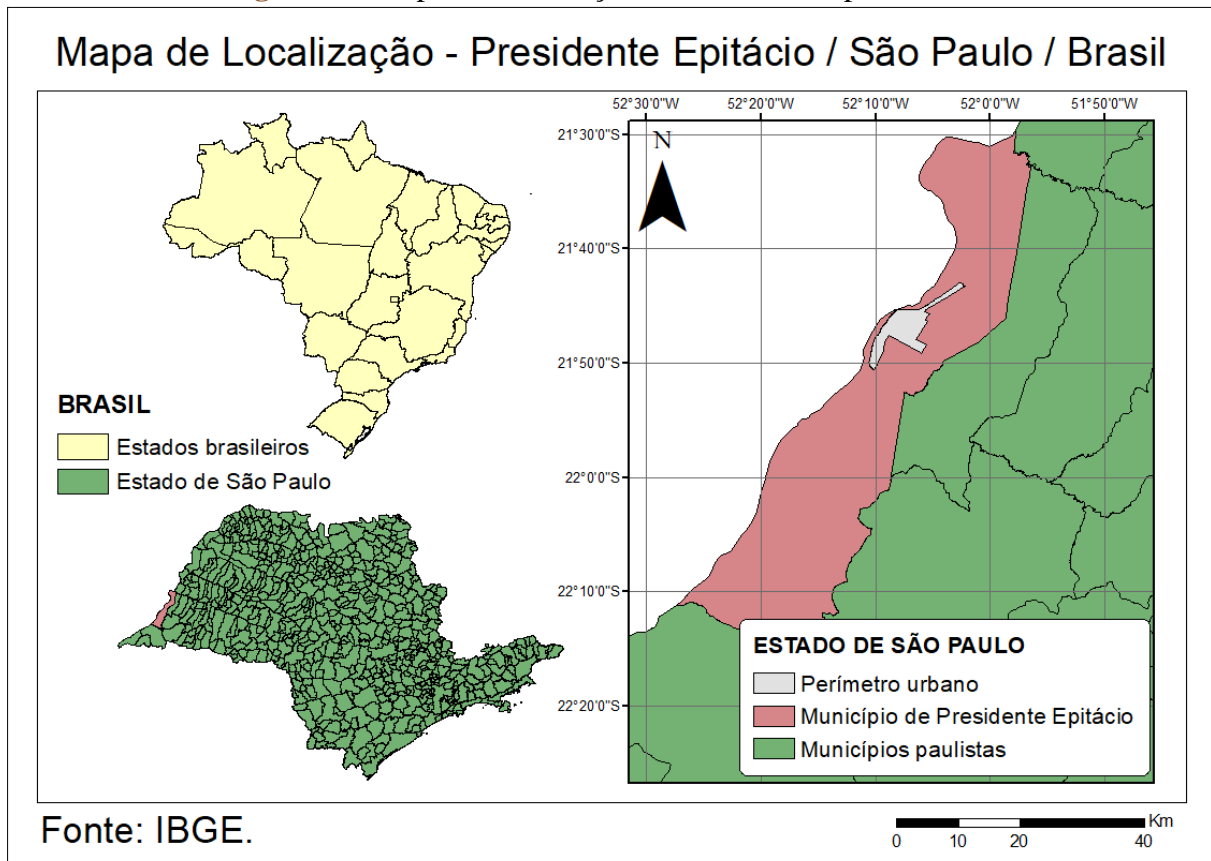 Mapa de Localização - Presidente Epitácio / São Paulo / Brasil
BRASIL
Estados brasileiros
Estado de São Paulo
52°30'0"W 52°20'0"W 52°10'0"W 52°0'0"W 51°50'0"W
21°30'0"S
N
21°40'0"S
21°50'0"S
22°0'0"S
22°10'0"S
22°20'0"S
ESTADO DE SÃO PAULO
Perímetro urbano
Município de Presidente Epitácio
Municípios paulistas
Fonte: IBGE.
Km
0 10 20 40